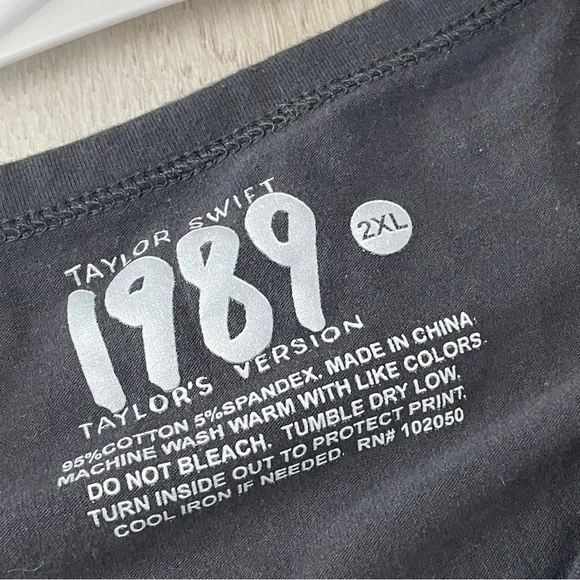 TAYLOR SWIFT
1989
2XL
TAYLOR'S VERSION
95%COTTON 5%SPANDEX. MADE IN CHINA.
MACHINE WASH WARM WITH LIKE COLORS.
DO NOT BLEACH. TUMBLE DRY LOW.
TURN INSIDE OUT TO PROTECT PRINT.
COOL IRON IF NEEDED. RN# 102050